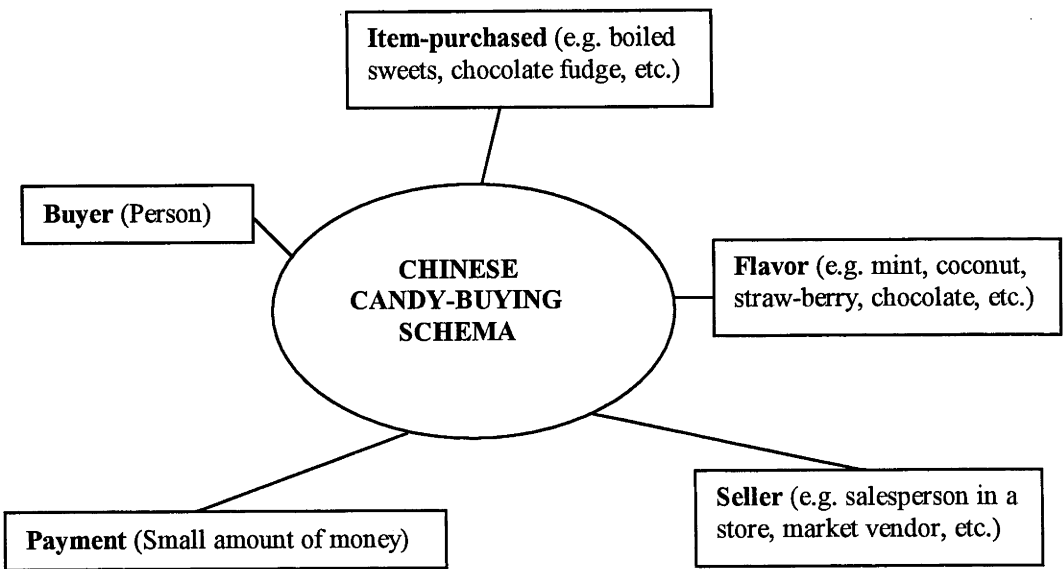 Item-purchased (e.g. boiled
sweets, chocolate fudge, etc.)
Buyer (Person)
CHINESE
CANDY-BUYING
SCHEMA
Flavor (e.g. mint, coconut,
straw-berry, chocolate, etc.)
Seller (e.g. salesperson in a
store, market vendor, etc.)
Payment (Small amount of money)